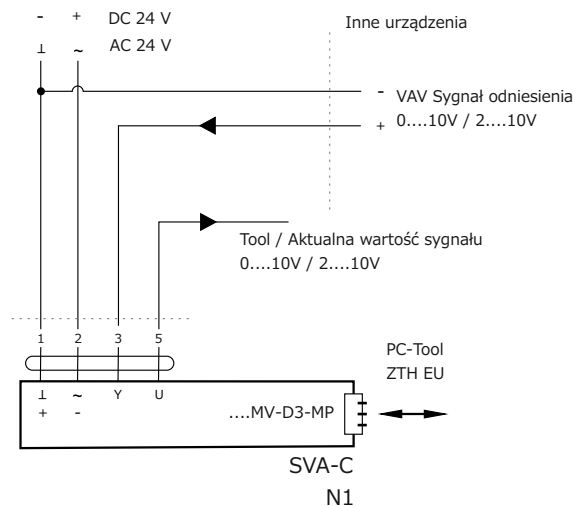 - + DC 24 V
⊥ ~ AC 24 V
Inne urządzenia
- VAV Sygnał odniesienia
+ 0....10V / 2....10V
Tool / Aktualna wartość sygnału
0....10V / 2....10V
1 2 3 5
⊥ ~ Y U
+ -
....MV-D3-MP
PC-Tool
ZTH EU
SVA-C
N1